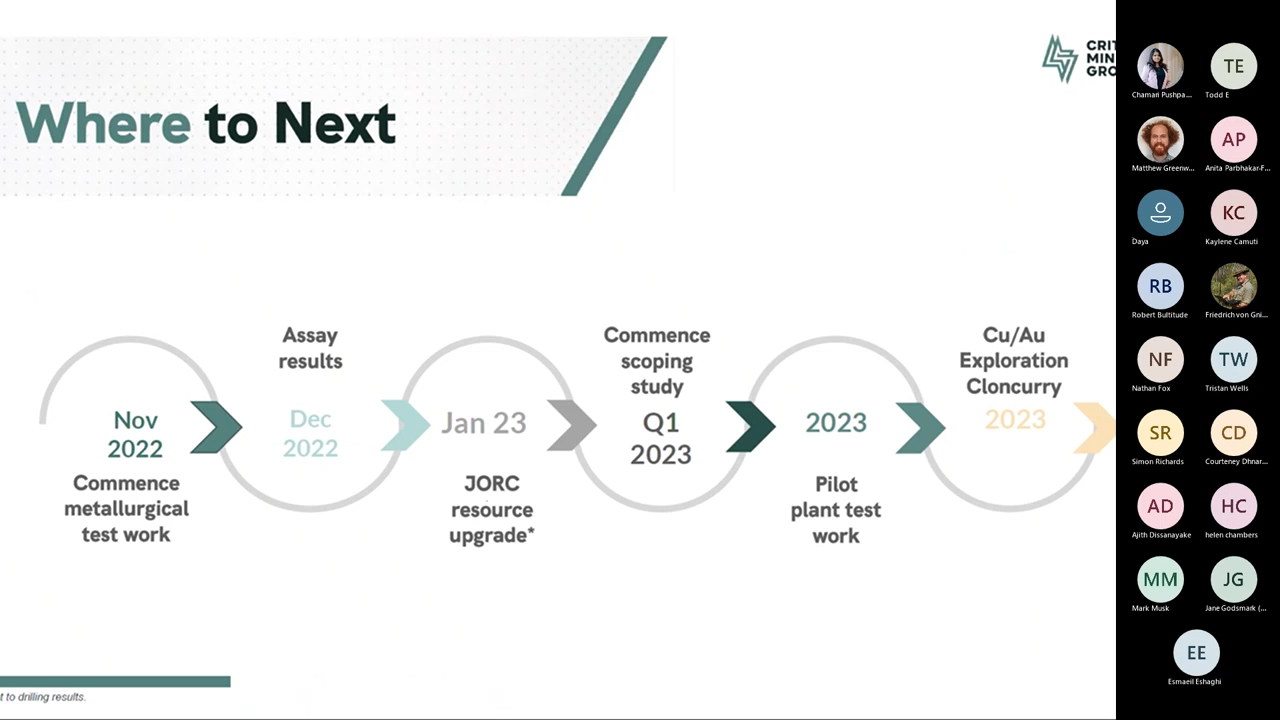 Where to Next
CRIT
MIN
GRO
Assay
results
Commence
scoping
study
Cu/Au
Exploration
Cloncurry
Nov
2022
Dec
2022
Jan 23
Q1
2023
2023
2023
Commence
metallurgical
test work
JORC
resource
upgrade*
Pilot
plant test
work
t to drilling results.
Chamari Pushpa...
TE
Todd E
Matthew Greenw...
AP
Anita Parbhakar-F...
Daya
KC
Kaylene Camuti
RB
Robert Bultitude
Friedrich von Gni...
NF
Nathan Fox
TW
Tristan Wells
SR
Simon Richards
CD
Courteney Dhnar...
AD
Ajith Dissanayake
HC
helen chambers
MM
Mark Musk
JG
Jane Godsmark (...
EE
Esmaeil Eshaghi